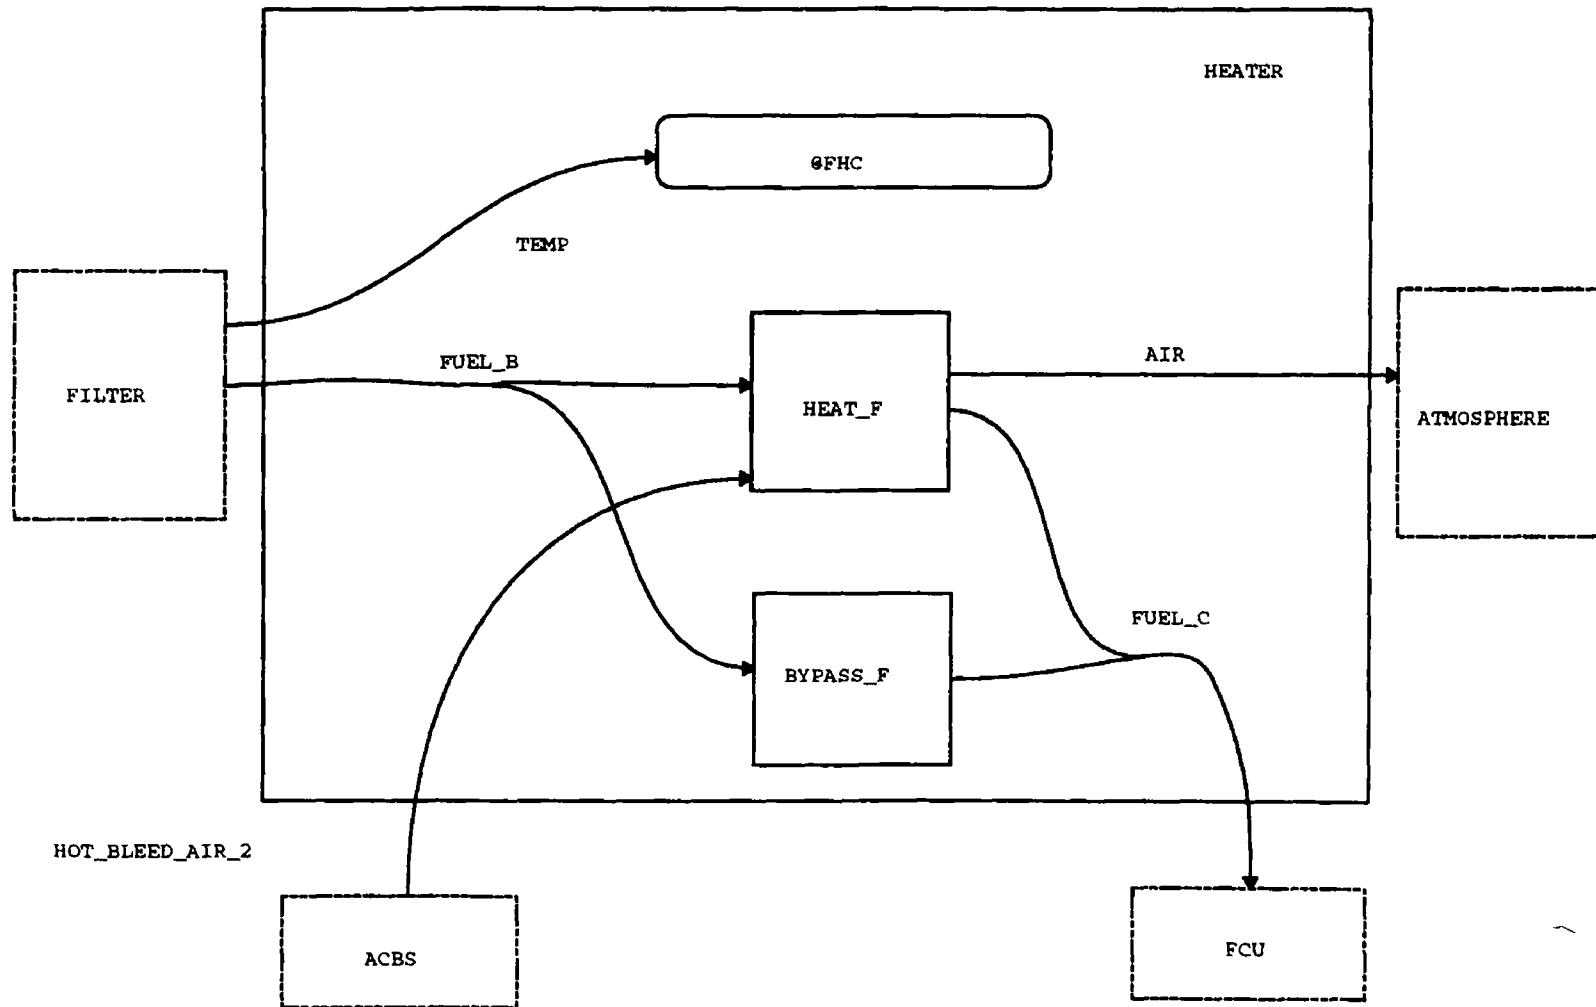 HEATER
@FHC
TEMP
FUEL_B
AIR
FILTER
HEAT_F
ATMOSPHERE
FUEL_C
BYPASS_F
HOT_BLEED_AIR_2
ACBS
FCU